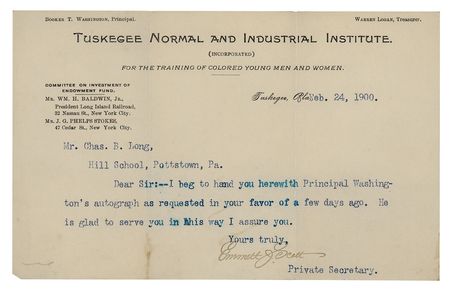 BOOKER T. WASHINGTON, Principal. WARREN LOGAN, Treasurer.
TUSKEGEE NORMAL AND INDUSTRIAL INSTITUTE.
(INCORPORATED)
FOR THE TRAINING OF COLORED YOUNG MEN AND WOMEN.
COMMITTEE ON INVESTMENT OF
ENDOWMENT FUND.
MR. WM. H. BALDWIN, JR.,
President Long Island Railroad,
32 Nassau St., New York City.
MR. J. G. PHELPS STOKES,
47 Cedar St., New York City.
Tuskegee, Ala. Feb. 24, 1900.
Mr. Chas. B. Long,
Hill School, Pottstown, Pa.
Dear Sir:--I beg to hand you herewith Principal Washing-
ton's autograph as requested in your favor of a few days ago. He
is glad to serve you in this way I assure you.
Yours truly,
Emmett J. Scott
Private Secretary.